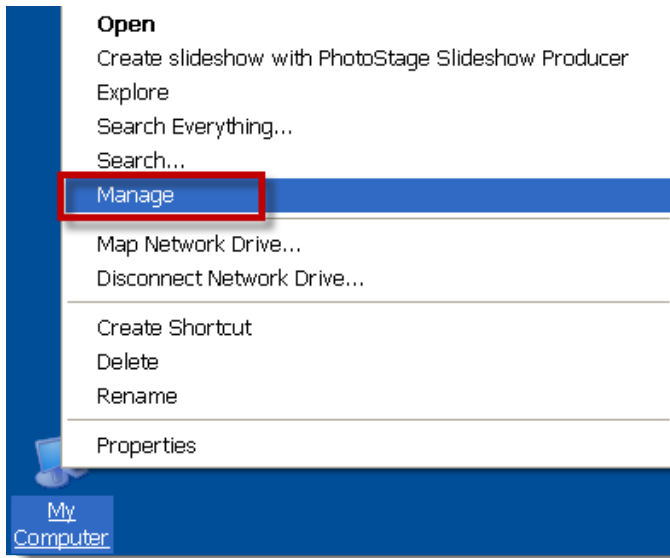 Open
Create slideshow with PhotoStage Slideshow Producer
Explore
Search Everything...
Search...
Manage
Map Network Drive...
Disconnect Network Drive...
Create Shortcut
Delete
Rename
Properties
My
Computer